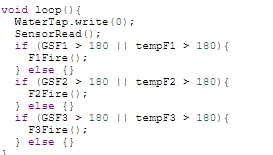 void loop(){
  WaterTap.write(0);
  SensorRead();
  if (GSF1 > 180 || tempF1 > 180){
    F1Fire();
  } else {}
  if (GSF2 > 180 || tempF2 > 180){
    F2Fire();
  } else {}
  if (GSF3 > 180 || tempF3 > 180){
    F3Fire();
  } else {}